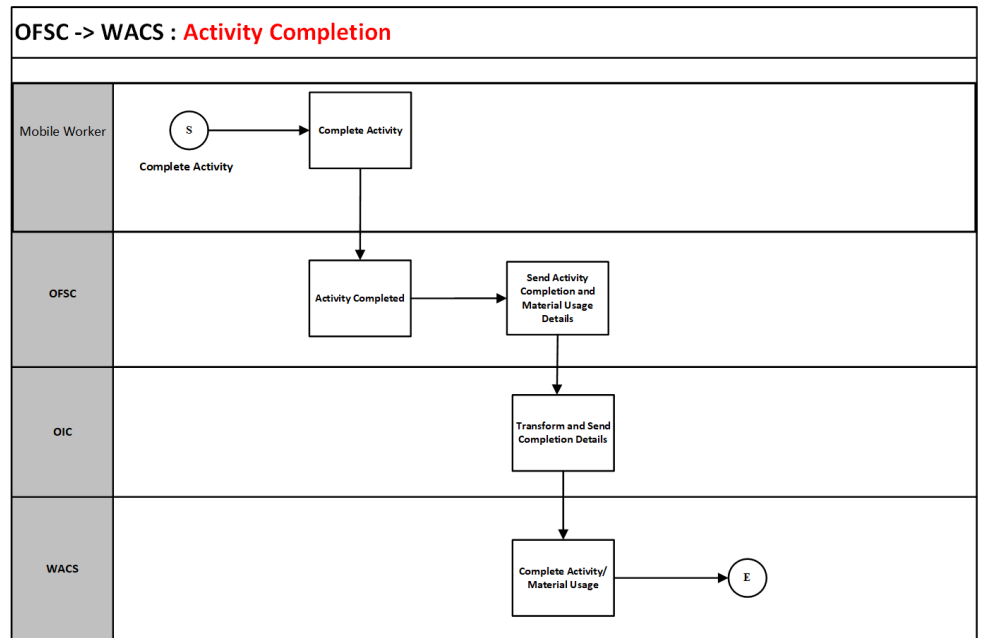 OFSC -> WACS : Activity Completion
Mobile Worker
S
Complete Activity
Complete Activity
OFSC
Activity Completed
Send Activity
Completion and
Material Usage
Details
OIC
Transform and Send
Completion Details
WACS
Complete Activity/
Material Usage
E